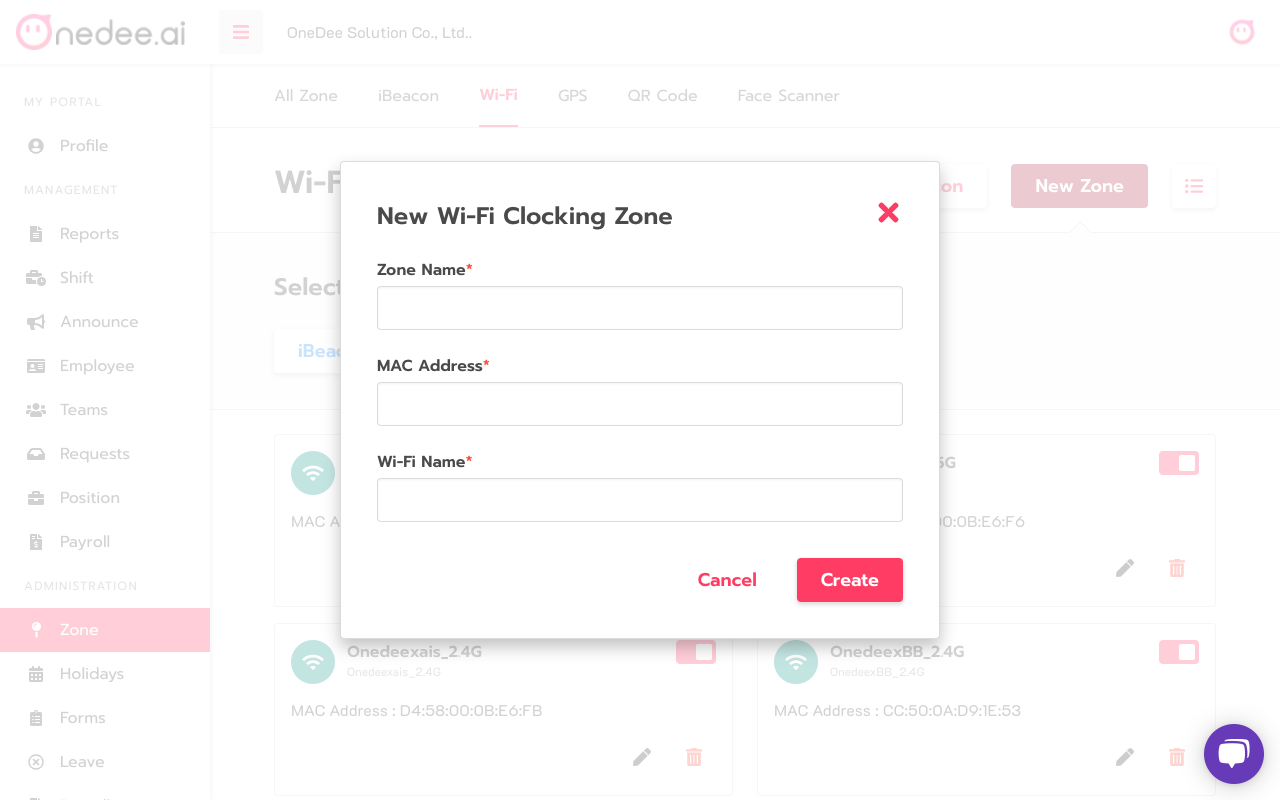 Onedee.ai
OneDee Solution Co., Ltd..
MY PORTAL
Profile
MANAGEMENT
Reports
Shift
Announce
Employee
Teams
Requests
Position
Payroll
ADMINISTRATION
Zone
Holidays
Forms
Leave
All Zone
iBeacon
Wi-Fi
GPS
QR Code
Face Scanner
Wi-F
on
New Zone
Select
iBeac
New Wi-Fi Clocking Zone
Zone Name*
MAC Address*
Wi-Fi Name*
Cancel
Create
MAC A
5G
00:0B:E6:F6
Onedeexais_2.4G
Onedeexais_2.4G
MAC Address : D4:58:00:0B:E6:FB
OnedeexBB_2.4G
OnedeexBB_2.4G
MAC Address : CC:50:0A:D9:1E:53